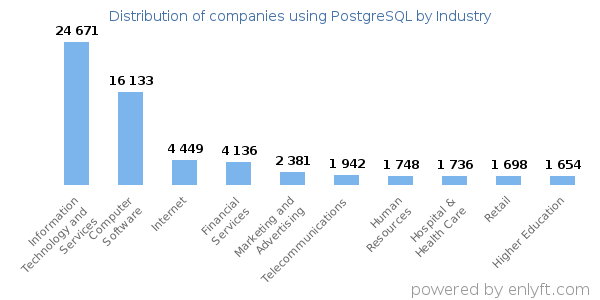 Distribution of companies using PostgreSQL by Industry
24 671
16 133
4 449
4 136
2 381
1 942
1 748
1 736
1 698
1 654
Information
Technology and
Services
Computer
Software
Internet
Financial
Services
Marketing and
Advertising
Telecommunications
Human
Resources
Hospital &
Health Care
Retail
Higher Education
powered by enlyft.com